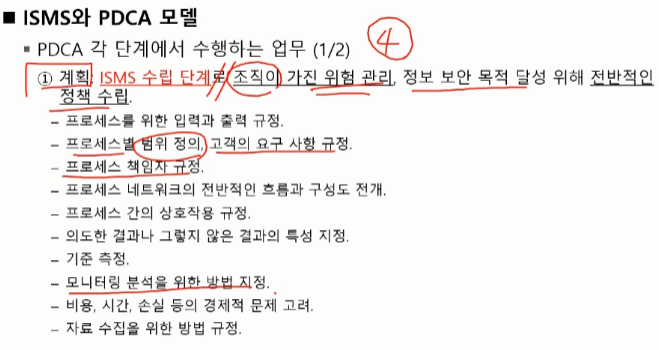 ■ ISMS와 PDCA 모델
▪ PDCA 각 단계에서 수행하는 업무 (1/2) ④
① 계획: ISMS 수립 단계로 조직이 가진 위험 관리, 정보 보안 목적 달성 위해 전반적인
정책 수립.
– 프로세스를 위한 입력과 출력 규정.
– 프로세스별 범위 정의, 고객의 요구 사항 규정.
– 프로세스 책임자 규정.
– 프로세스 네트워크의 전반적인 흐름과 구성도 전개.
– 프로세스 간의 상호작용 규정.
– 의도한 결과나 그렇지 않은 결과의 특성 지정.
– 기준 측정.
– 모니터링 분석을 위한 방법 지정.
– 비용, 시간, 손실 등의 경제적 문제 고려.
– 자료 수집을 위한 방법 규정.